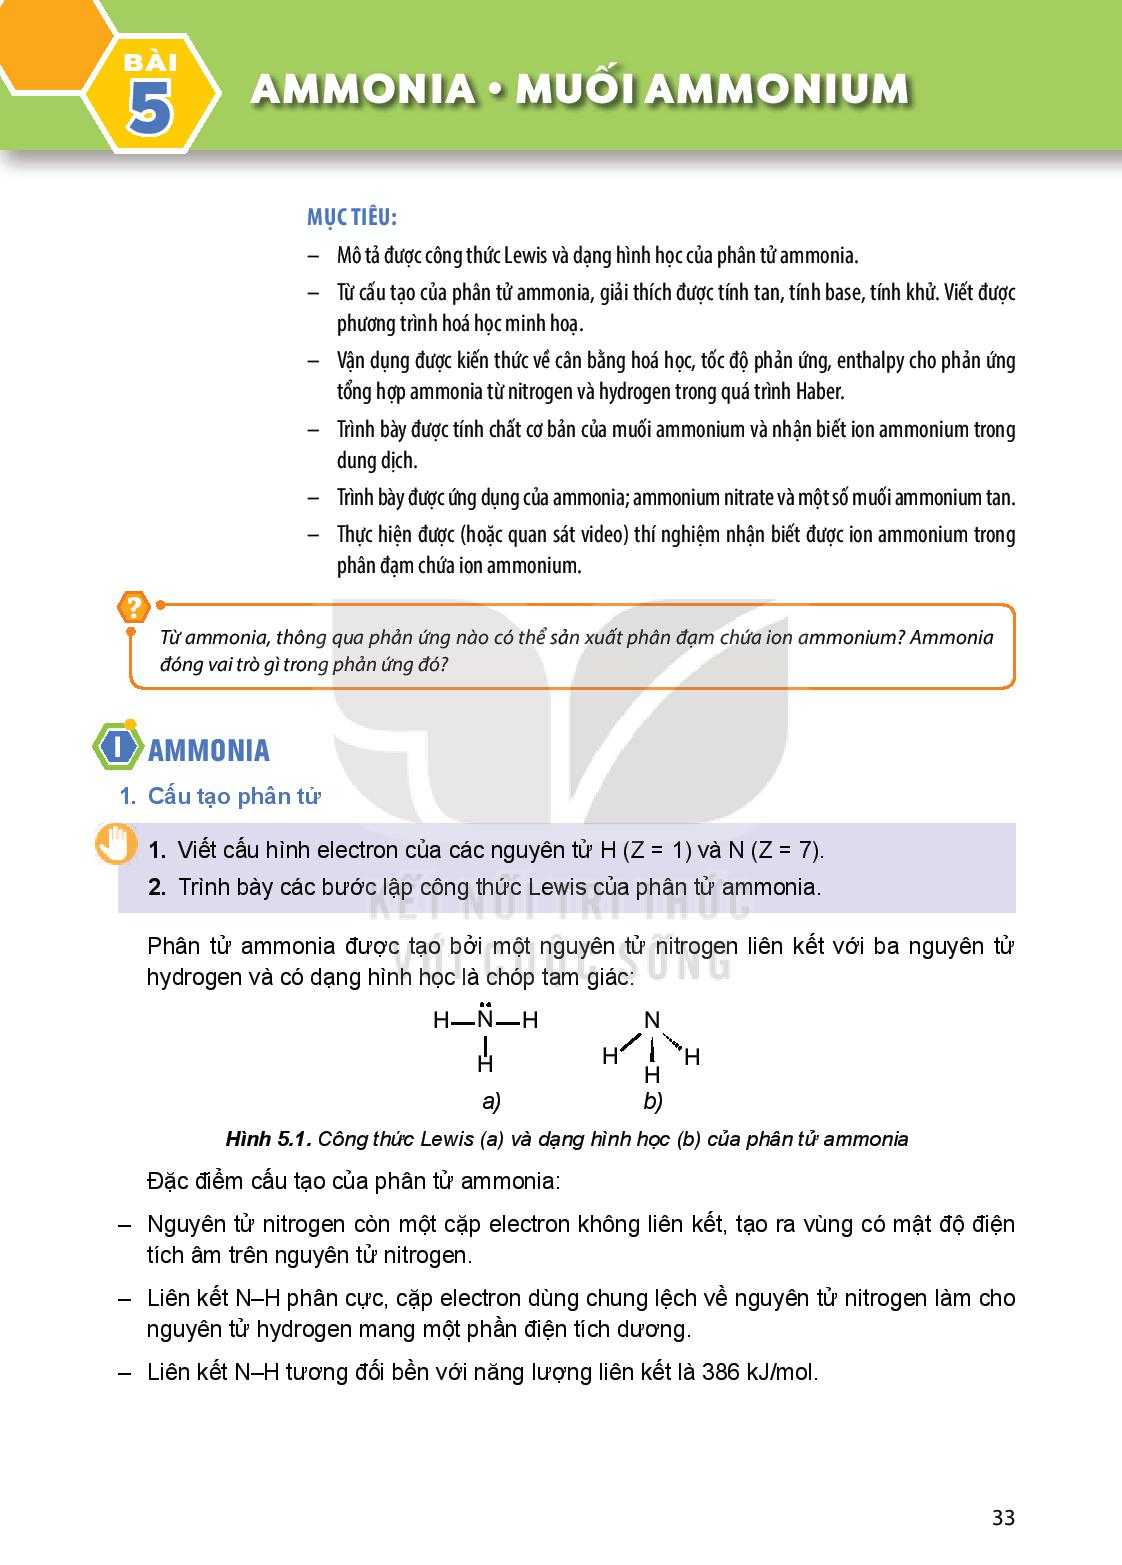 BÀI
5
AMMONIA • MUỐI AMMONIUM
MỤC TIÊU:
– Mô tả được công thức Lewis và dạng hình học của phân tử ammonia.
– Từ cấu tạo của phân tử ammonia, giải thích được tính tan, tính base, tính khử. Viết được
phương trình hoá học minh hoạ.
– Vận dụng được kiến thức về cân bằng hoá học, tốc độ phản ứng, enthalpy cho phản ứng
tổng hợp ammonia từ nitrogen và hydrogen trong quá trình Haber.
– Trình bày được tính chất cơ bản của muối ammonium và nhận biết ion ammonium trong
dung dịch.
– Trình bày được ứng dụng của ammonia; ammonium nitrate và một số muối ammonium tan.
– Thực hiện được (hoặc quan sát video) thí nghiệm nhận biết được ion ammonium trong
phân đạm chứa ion ammonium.
?
Từ ammonia, thông qua phản ứng nào có thể sản xuất phân đạm chứa ion ammonium? Ammonia
đóng vai trò gì trong phản ứng đó?
I AMMONIA
1. Cấu tạo phân tử
1. Viết cấu hình electron của các nguyên tử H (Z = 1) và N (Z = 7).
2. Trình bày các bước lập công thức Lewis của phân tử ammonia.
KẾT NỐI TRI THỨC
VỚI CUỘC SỐNG
Phân tử ammonia được tạo bởi một nguyên tử nitrogen liên kết với ba nguyên tử
hydrogen và có dạng hình học là chóp tam giác:
H—N—H N
H H
H H
a) b)
Hình 5.1. Công thức Lewis (a) và dạng hình học (b) của phân tử ammonia
Đặc điểm cấu tạo của phân tử ammonia:
– Nguyên tử nitrogen còn một cặp electron không liên kết, tạo ra vùng có mật độ điện
tích âm trên nguyên tử nitrogen.
– Liên kết N–H phân cực, cặp electron dùng chung lệch về nguyên tử nitrogen làm cho
nguyên tử hydrogen mang một phần điện tích dương.
– Liên kết N–H tương đối bền với năng lượng liên kết là 386 kJ/mol.
33